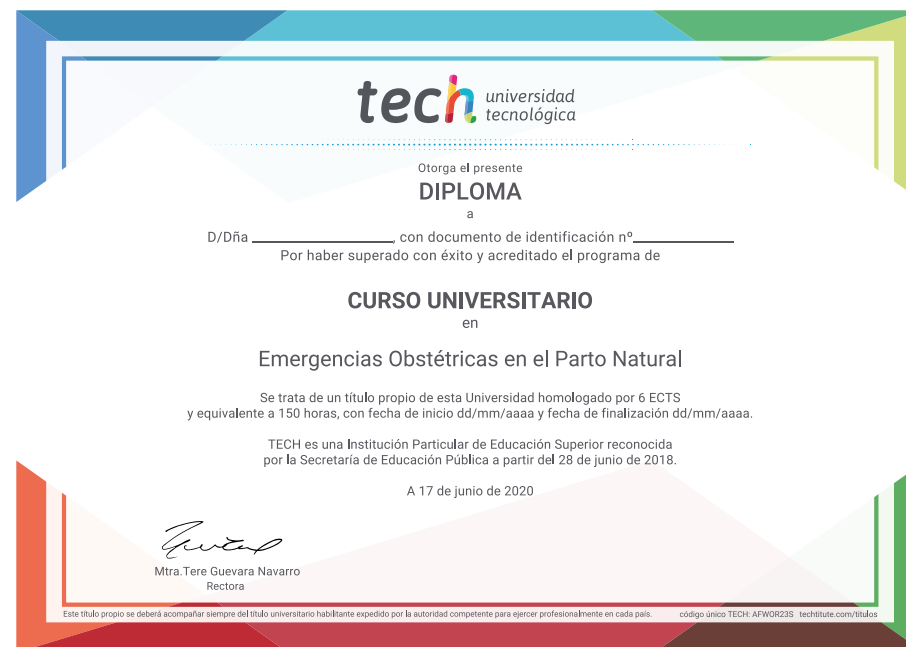 tech universidad
tecnológica
Otorga el presente
DIPLOMA
a
D/Dña ____________________, con documento de identificación nº______________
Por haber superado con éxito y acreditado el programa de
CURSO UNIVERSITARIO
en
Emergencias Obstétricas en el Parto Natural
Se trata de un título propio de esta Universidad homologado por 6 ECTS
y equivalente a 150 horas, con fecha de inicio dd/mm/aaaa y fecha de finalización dd/mm/aaaa.
TECH es una Institución Particular de Educación Superior reconocida
por la Secretaría de Educación Pública a partir del 28 de junio de 2018.
A 17 de junio de 2020
Mtra.Tere Guevara Navarro
Rectora
Este título propio se deberá acompañar siempre del título universitario habilitante expedido por la autoridad competente para ejercer profesionalmente en cada país. código único TECH: AFWOR23S techtitute.com/titulos